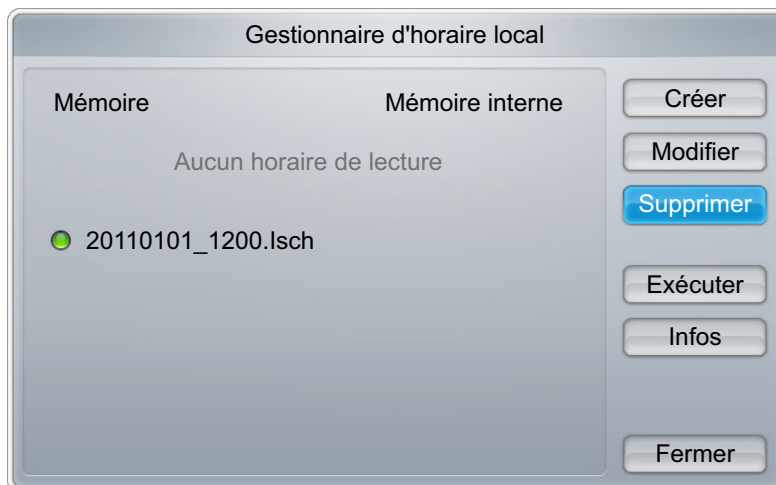 Gestionnaire d'horaire local
Mémoire Mémoire interne
Aucun horaire de lecture
20110101_1200.lsch
Créer
Modifier
Supprimer
Exécuter
Infos
Fermer